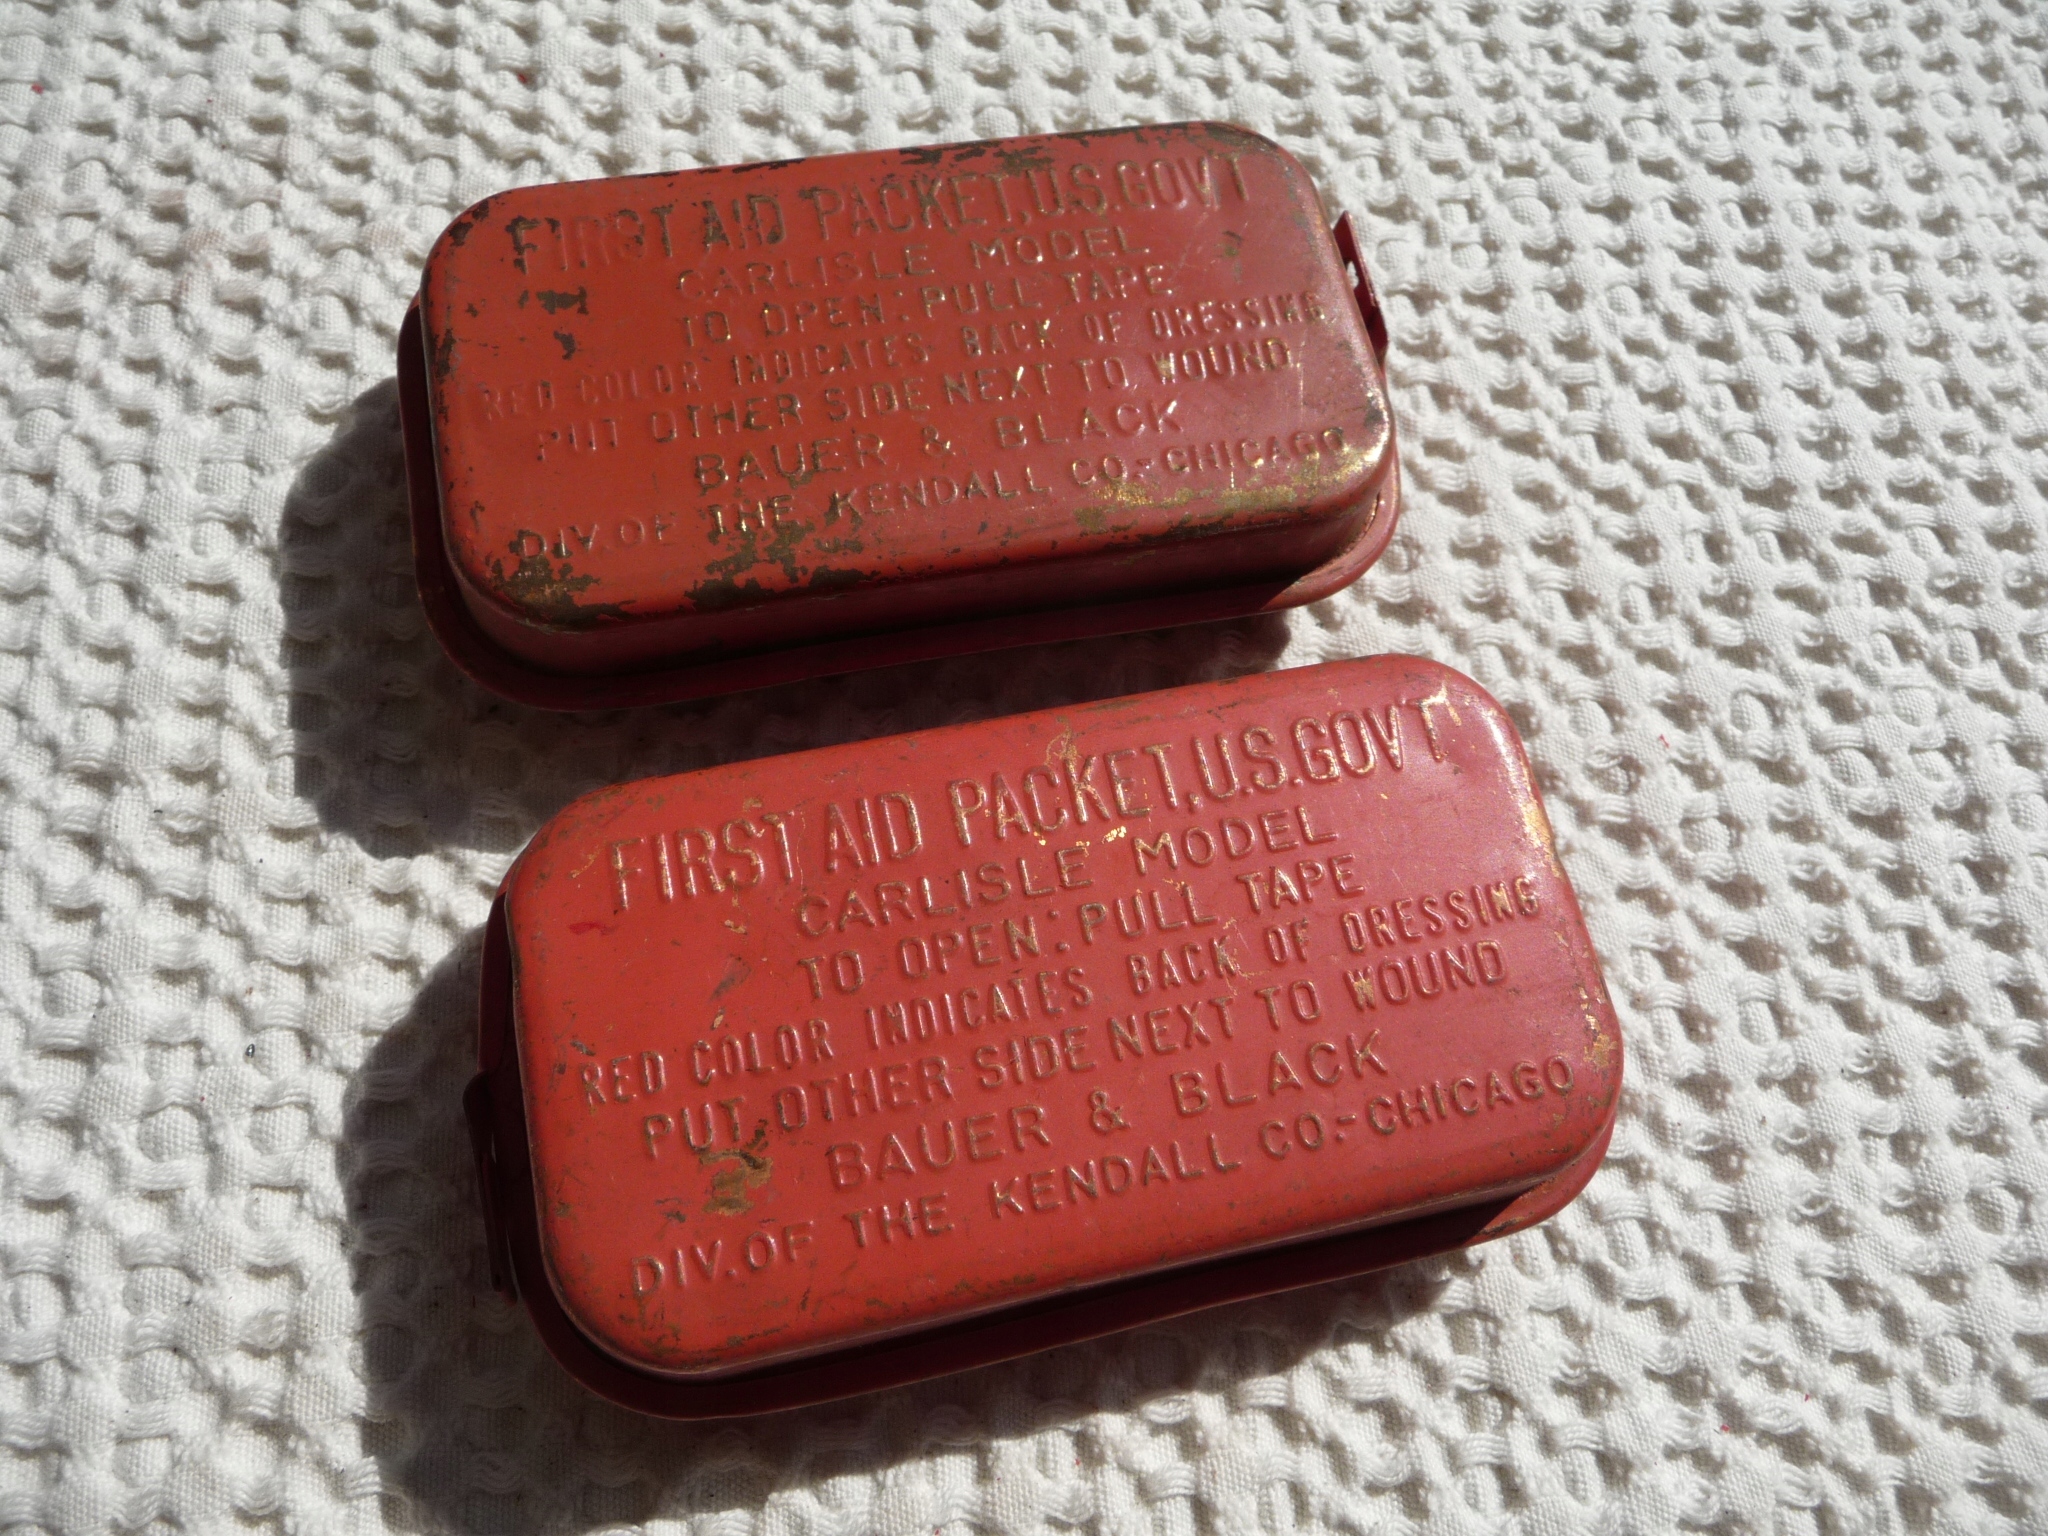 FIRST AID PACKET, U.S. GOVT
CARLISLE MODEL
TO OPEN: PULL TAPE
RED COLOR INDICATES BACK OF DRESSING
PUT OTHER SIDE NEXT TO WOUND
BAUER & BLACK
DIV. OF THE KENDALL CO.-CHICAGO
FIRST AID PACKET, U.S. GOVT
CARLISLE MODEL
TO OPEN: PULL TAPE
RED COLOR INDICATES BACK OF DRESSING
PUT OTHER SIDE NEXT TO WOUND
BAUER & BLACK
DIV. OF THE KENDALL CO.-CHICAGO